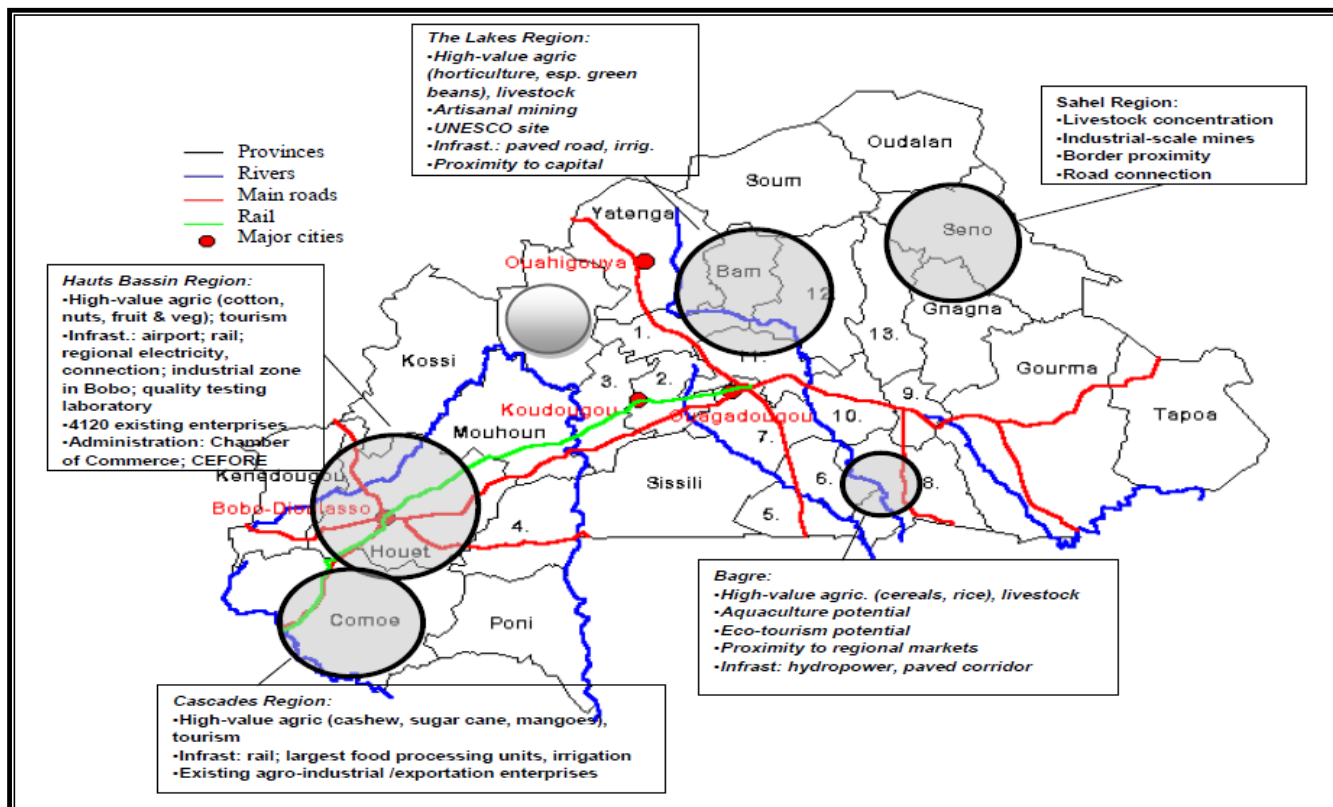 The Lakes Region:
•High-value agric
(horticulture, esp. green
beans), livestock
•Artisanal mining
•UNESCO site
•Infrast.: paved road, irrig.
•Proximity to capital
Sahel Region:
•Livestock concentration
•Industrial-scale mines
•Border proximity
•Road connection
Provinces
Rivers
Main roads
Rail
Major cities
Hauts Bassin Region:
•High-value agric (cotton,
nuts, fruit & veg); tourism
•Infrast.: airport; rail;
regional electricity,
connection; industrial zone
in Bobo; quality testing
laboratory
•4120 existing enterprises
•Administration: Chamber
of Commerce; CEFORE
Oudalan
Soum
Yatenga
Seno
Ouahigouya
Bam
12.
Gnagna
1.
13.
11.
Kossi
Gourma
3.
2.
9.
Tapoa
Koudougou
Ouagadougou
10.
7.
Mouhoun
Kenedougou
Sissili
6.
8.
Bobo-Dioulasso
4.
5.
Houet
Comoe
Poni
Bagre:
•High-value agric. (cereals, rice), livestock
•Aquaculture potential
•Eco-tourism potential
•Proximity to regional markets
•Infrast: hydropower, paved corridor
Cascades Region:
•High-value agric (cashew, sugar cane, mangoes),
tourism
•Infrast: rail; largest food processing units, irrigation
•Existing agro-industrial /exportation enterprises